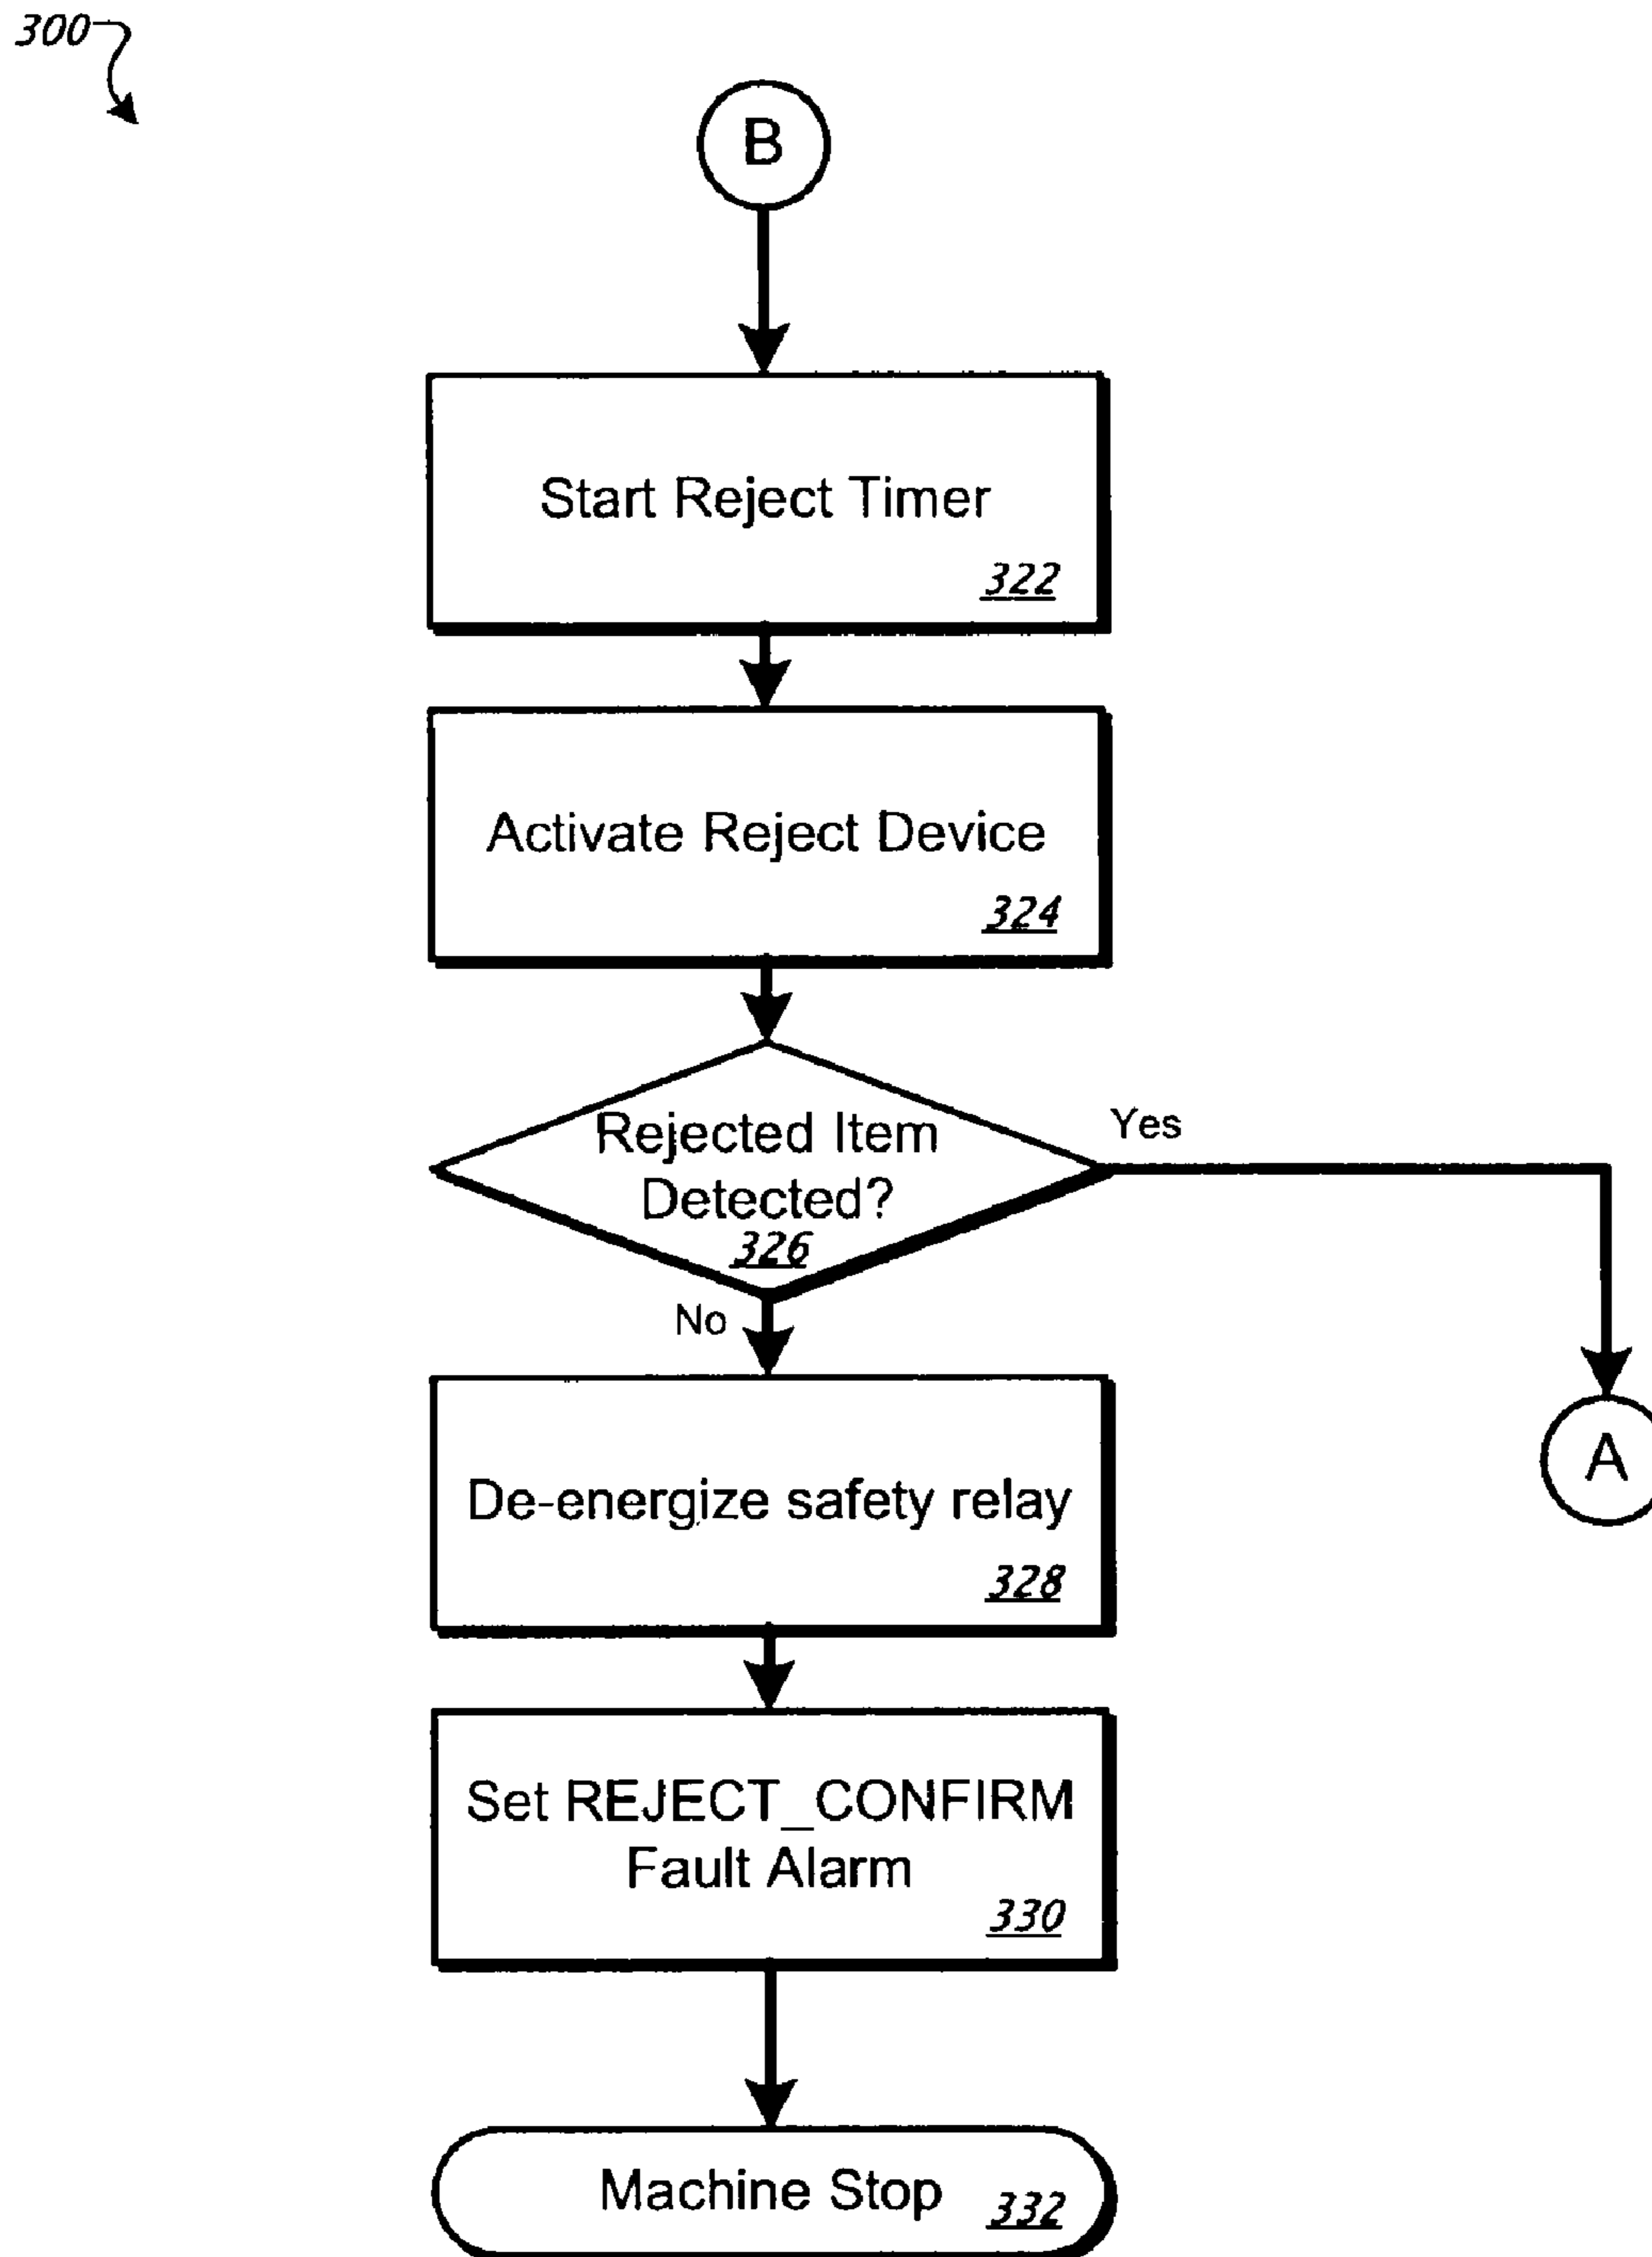 300
B
Start Reject Timer
322
Activate Reject Device
324
Rejected Item
Detected?
326
Yes
No
De-energize safety relay
328
A
Set REJECT_CONFIRM
Fault Alarm
330
Machine Stop 332